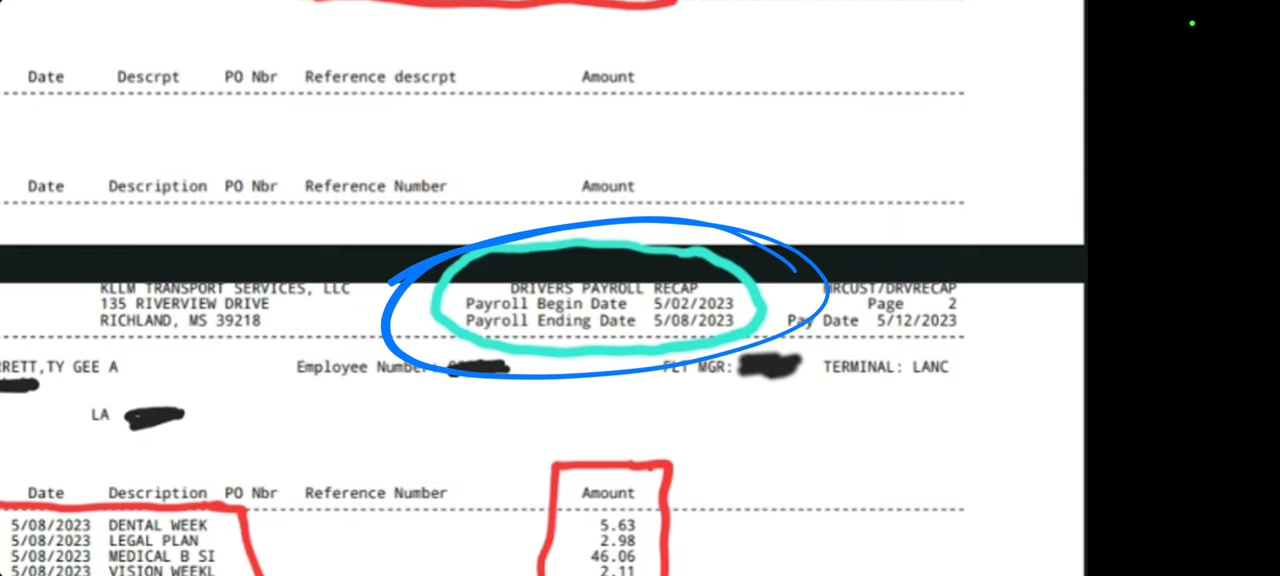 Date Descrpt PO Nbr Reference descrpt Amount
Date Description PO Nbr Reference Number Amount
KLLM TRANSPORT SERVICES, LLC DRIVERS PAYROLL RECAP MRCUST/DRVRECAP
135 RIVERVIEW DRIVE Payroll Begin Date 5/02/2023 Page 2
RICHLAND, MS 39218 Payroll Ending Date 5/08/2023 Pay Date 5/12/2023
RRETT,TY GEE A Employee Number: FLT MGR: TERMINAL: LANC
LA
Date Description PO Nbr Reference Number Amount
5/08/2023 DENTAL WEEK 5.63
5/08/2023 LEGAL PLAN 2.98
5/08/2023 MEDICAL B SI 46.06
5/08/2023 VISION WEEKL 2.11